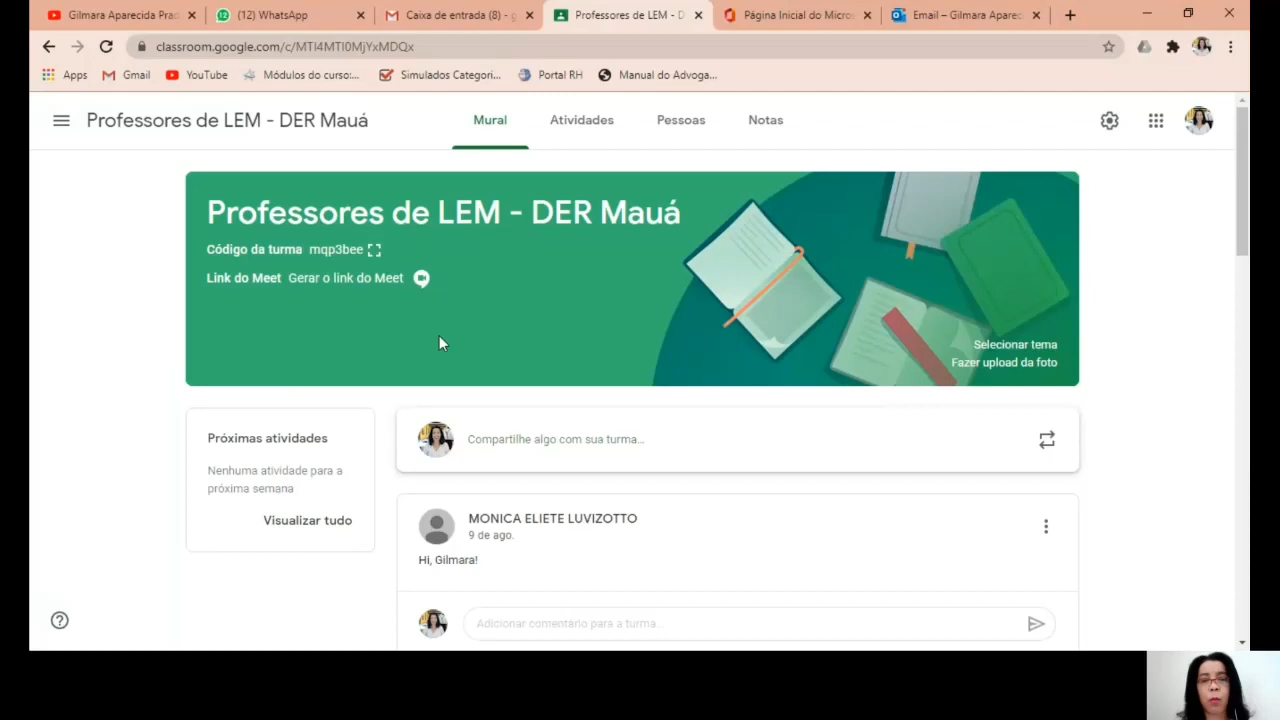 Gilmara Aparecida Prac
(12) WhatsApp
Caixa de entrada (8) - g
Professores de LEM - D
Página Inicial do Micros
Email – Gilmara Aparec
classroom.google.com/c/MTI4MTI0MjYxMDQx
Apps
Gmail
YouTube
Módulos do curso:...
Simulados Categori...
Portal RH
Manual do Advoga...
Professores de LEM - DER Mauá
Mural
Atividades
Pessoas
Notas
Professores de LEM - DER Mauá
Código da turma mqp3bee
Link do Meet Gerar o link do Meet
Selecionar tema
Fazer upload da foto
Próximas atividades
Nenhuma atividade para a
próxima semana
Visualizar tudo
Compartilhe algo com sua turma...
MONICA ELIETE LUVIZOTTO
9 de ago.
Hi, Gilmara!
Adicionar comentário para a turma...